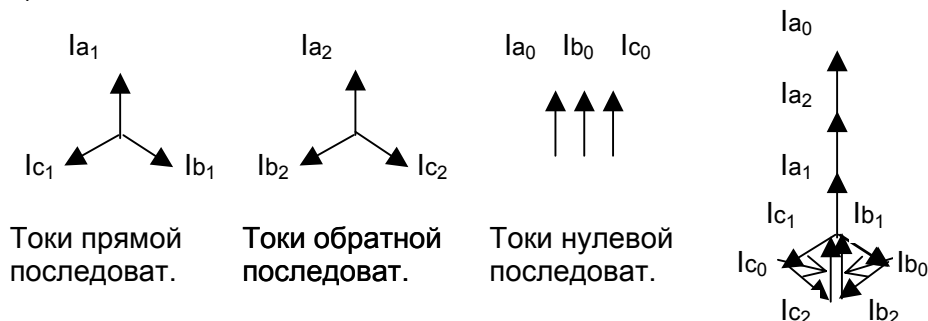 Ia1
Ic1
Ib1
Токи прямой
последоват.
Ia2
Ib2
Ic2
Токи обратной
последоват.
Ia0 Ib0 Ic0
Токи нулевой
последоват.
Ia0
Ia2
Ia1
Ic1 Ib1
Ic0 Ib0
Ic2 Ib2